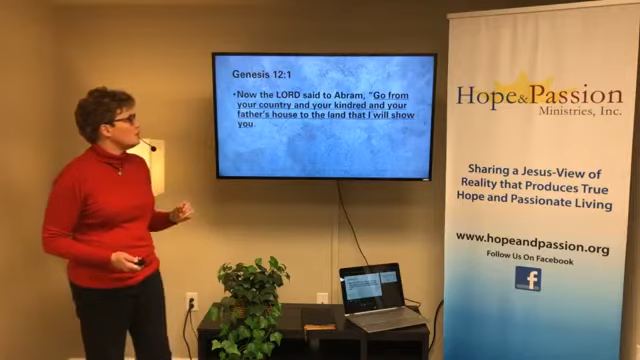 Genesis 12:1
•Now the LORD said to Abram, "Go from
your country and your kindred and your
father's house to the land that I will show
you.
Hope&Passion
Ministries, Inc.
Sharing a Jesus-View of
Reality that Produces True
Hope and Passionate Living
www.hopeandpassion.org
Follow Us On Facebook
f